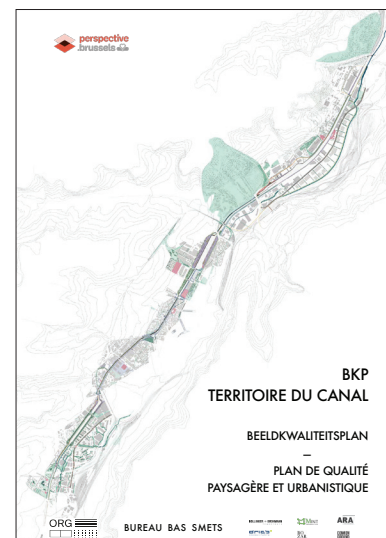 perspective
.brussels
BKP
TERRITOIRE DU CANAL
BEELDKWALITEITSPLAN
–
PLAN DE QUALITÉ
PAYSAGÈRE ET URBANISTIQUE
ORG
BUREAU BAS SMETS
ARA